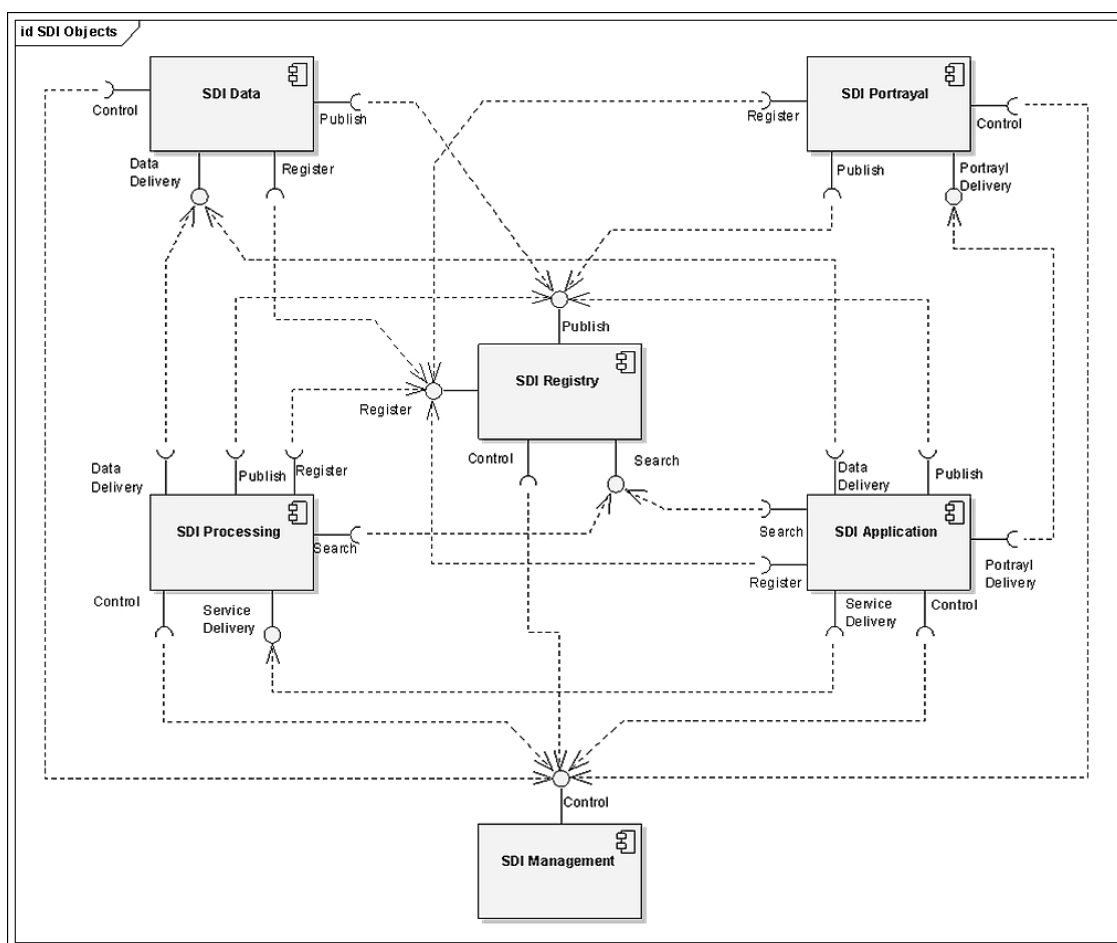 id SDI Objects
SDI Data
SDI Portrayal
Control
Publish
Register
Control
Data
Delivery
Register
Publish
Portrayl
Delivery
Publish
SDI Registry
Register
Control
Search
Data
Delivery
Publish
Register
Data
Delivery
Publish
SDI Processing
Search
Search
SDI Application
Register
Portrayl
Delivery
Control
Service
Delivery
Service
Delivery
Control
Control
SDI Management